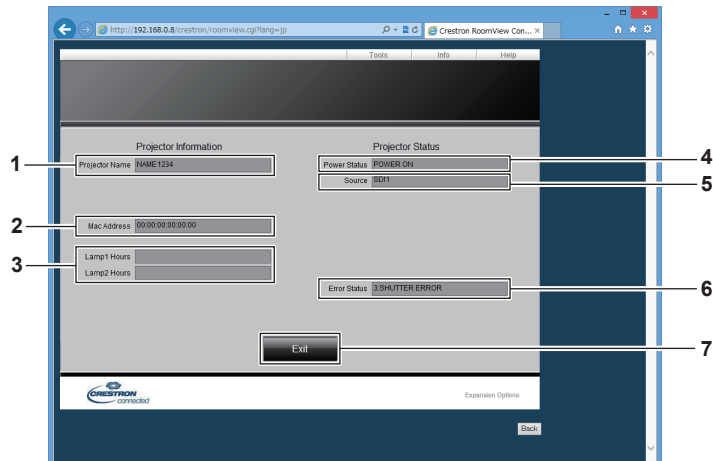 http://192.168.0.8/crestron/roomview.cgi?lang=jp
Crestron RoomView Con... ×
Tools Info Help
Projector Information
Projector Status
1
Projector Name NAME1234
Power Status POWER ON
4
Source SDI1
5
2
Mac Address 00:00:00:00:00:00
3
Lamp1 Hours
Lamp2 Hours
Error Status 3:SHUTTER ERROR
6
Exit
7
CRESTRON
connected
Expansion Options
Back